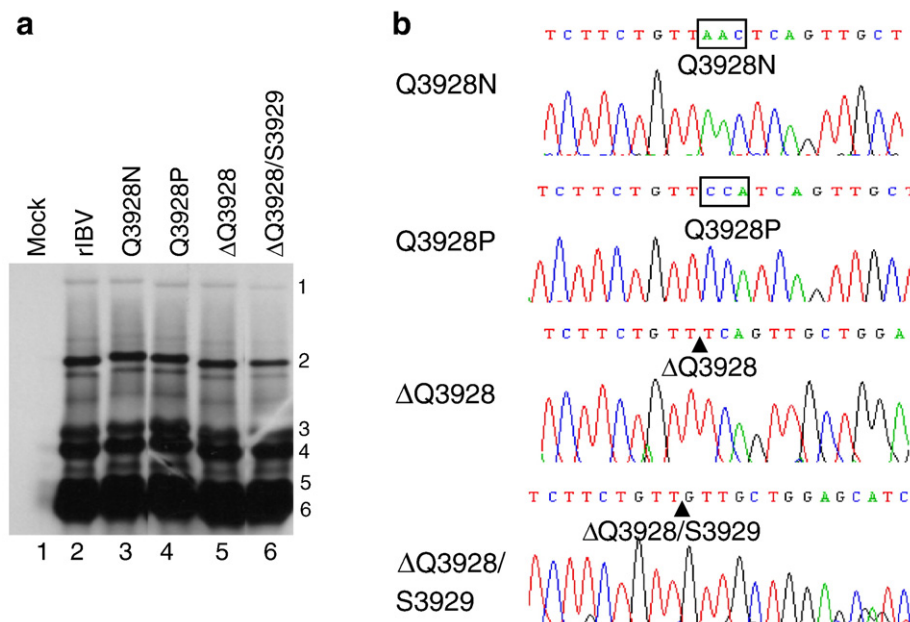 a
Mock
rIBV
Q3928N
Q3928P
ΔQ3928
ΔQ3928/S3929
1
2
3
4
5
6
1 2 3 4 5 6
b
TCTTCTGTTAACTCAGTTGCT
Q3928N
Q3928N
TCTTCTGTTCCATCAGTTGCT
Q3928P
Q3928P
TCTTCTGTTTCAGTTGCTGGA
ΔQ3928
ΔQ3928
TCTTCTGTTGTTGCTGGAGCATC
ΔQ3928/S3929
ΔQ3928/
S3929